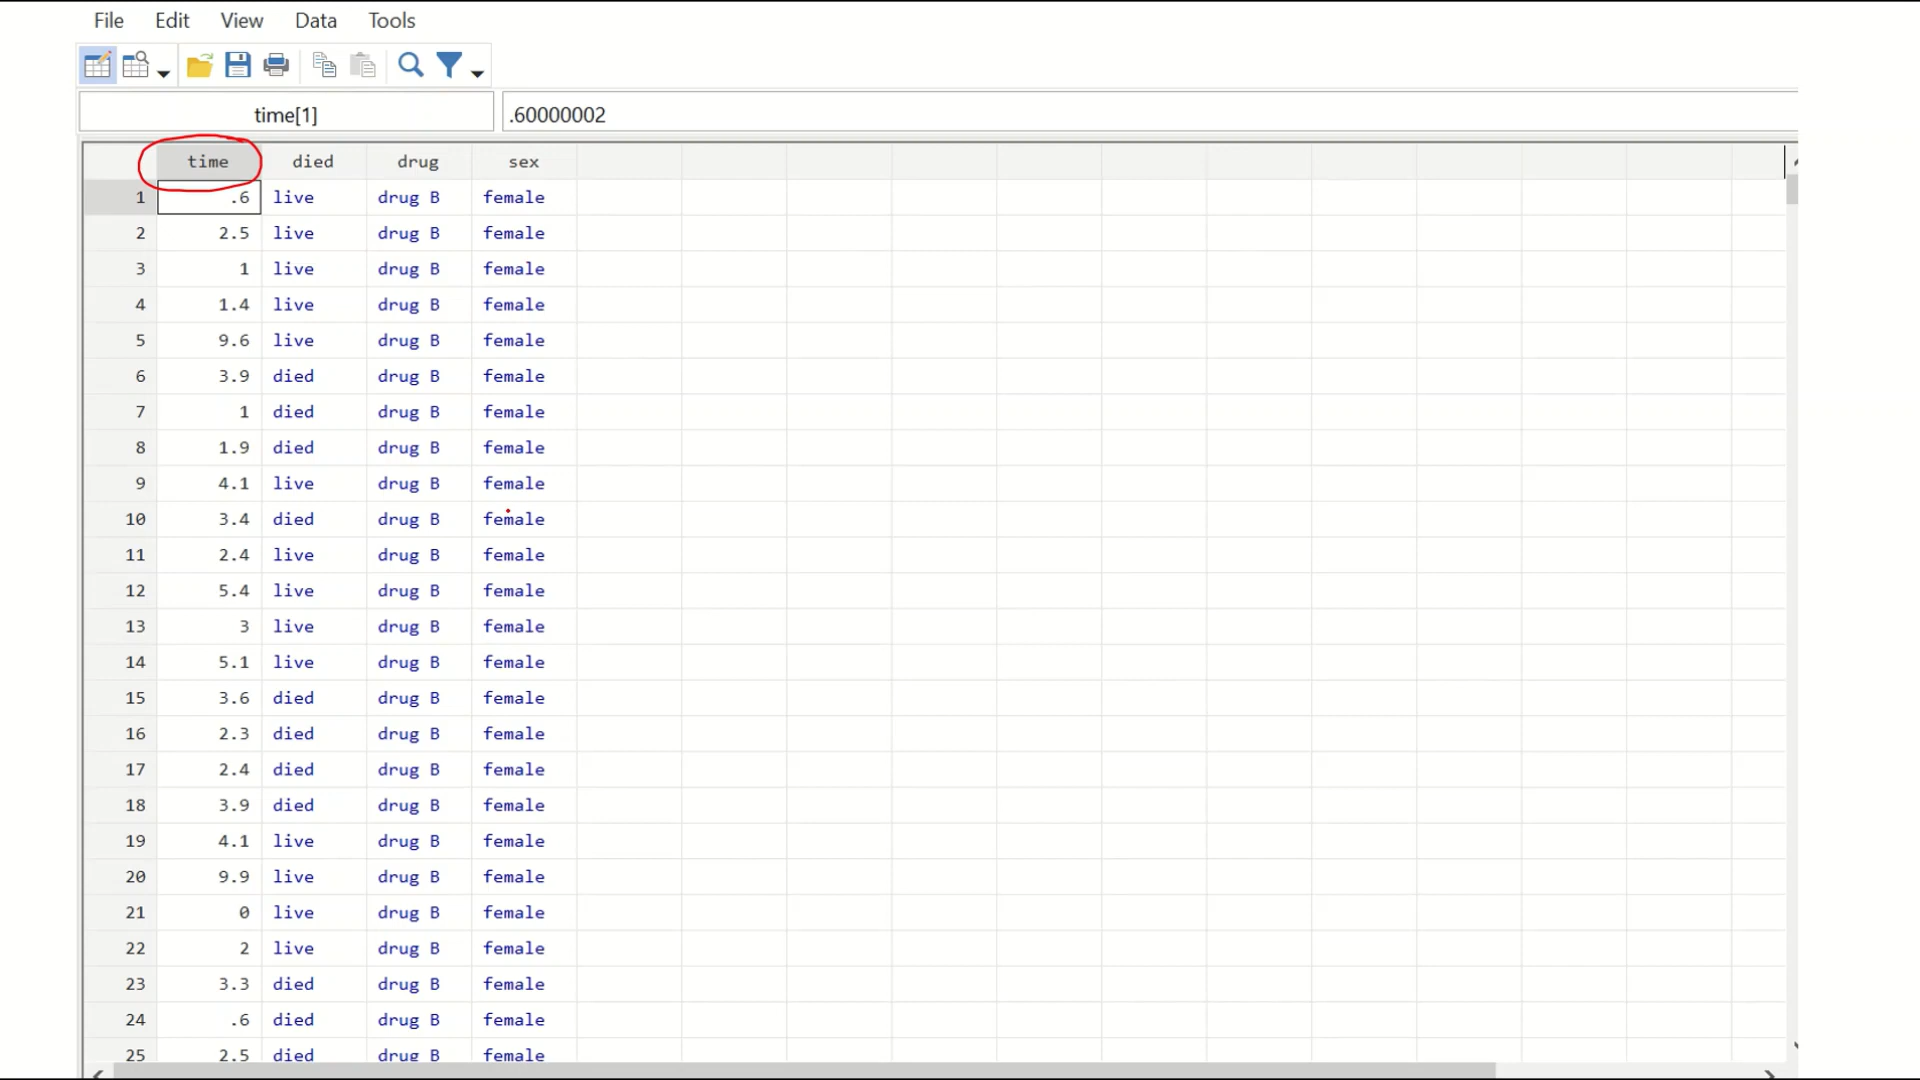 File Edit View Data Tools
time[1] .60000002
time died drug sex
1 .6 live drug B female
2 2.5 live drug B female
3 1 live drug B female
4 1.4 live drug B female
5 9.6 live drug B female
6 3.9 died drug B female
7 1 died drug B female
8 1.9 died drug B female
9 4.1 live drug B female
10 3.4 died drug B female
11 2.4 live drug B female
12 5.4 live drug B female
13 3 live drug B female
14 5.1 live drug B female
15 3.6 died drug B female
16 2.3 died drug B female
17 2.4 died drug B female
18 3.9 died drug B female
19 4.1 live drug B female
20 9.9 live drug B female
21 0 live drug B female
22 2 live drug B female
23 3.3 died drug B female
24 .6 died drug B female
25 2.5 died drug B female